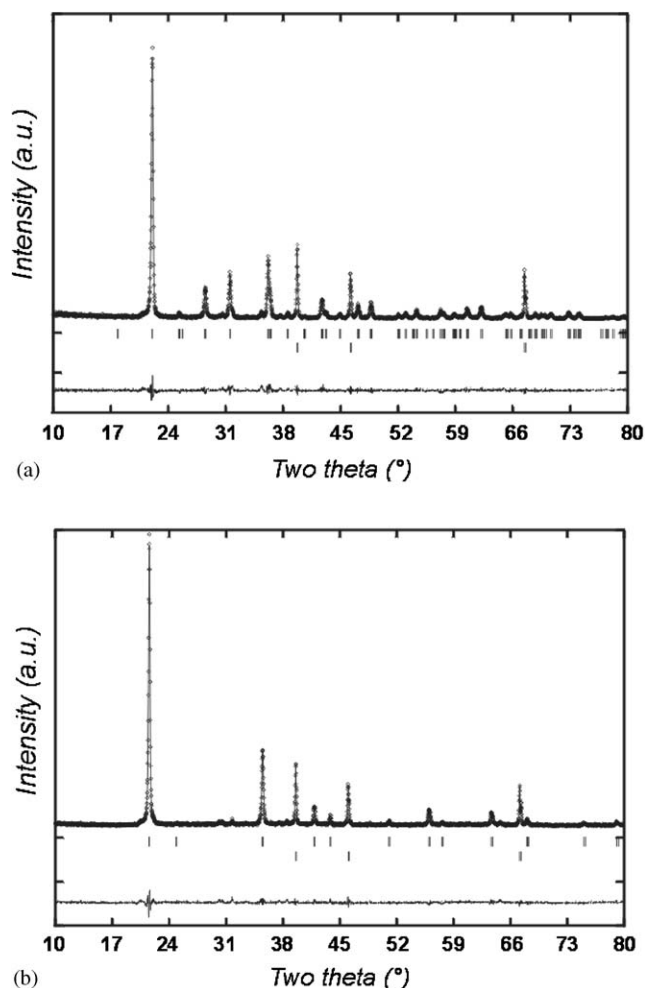 Intensity (a.u.)
10 17 24 31 38 45 52 59 66 73 80
(a)
Two theta (°)
Intensity (a.u.)
10 17 24 31 38 45 52 59 66 73 80
(b)
Two theta (°)